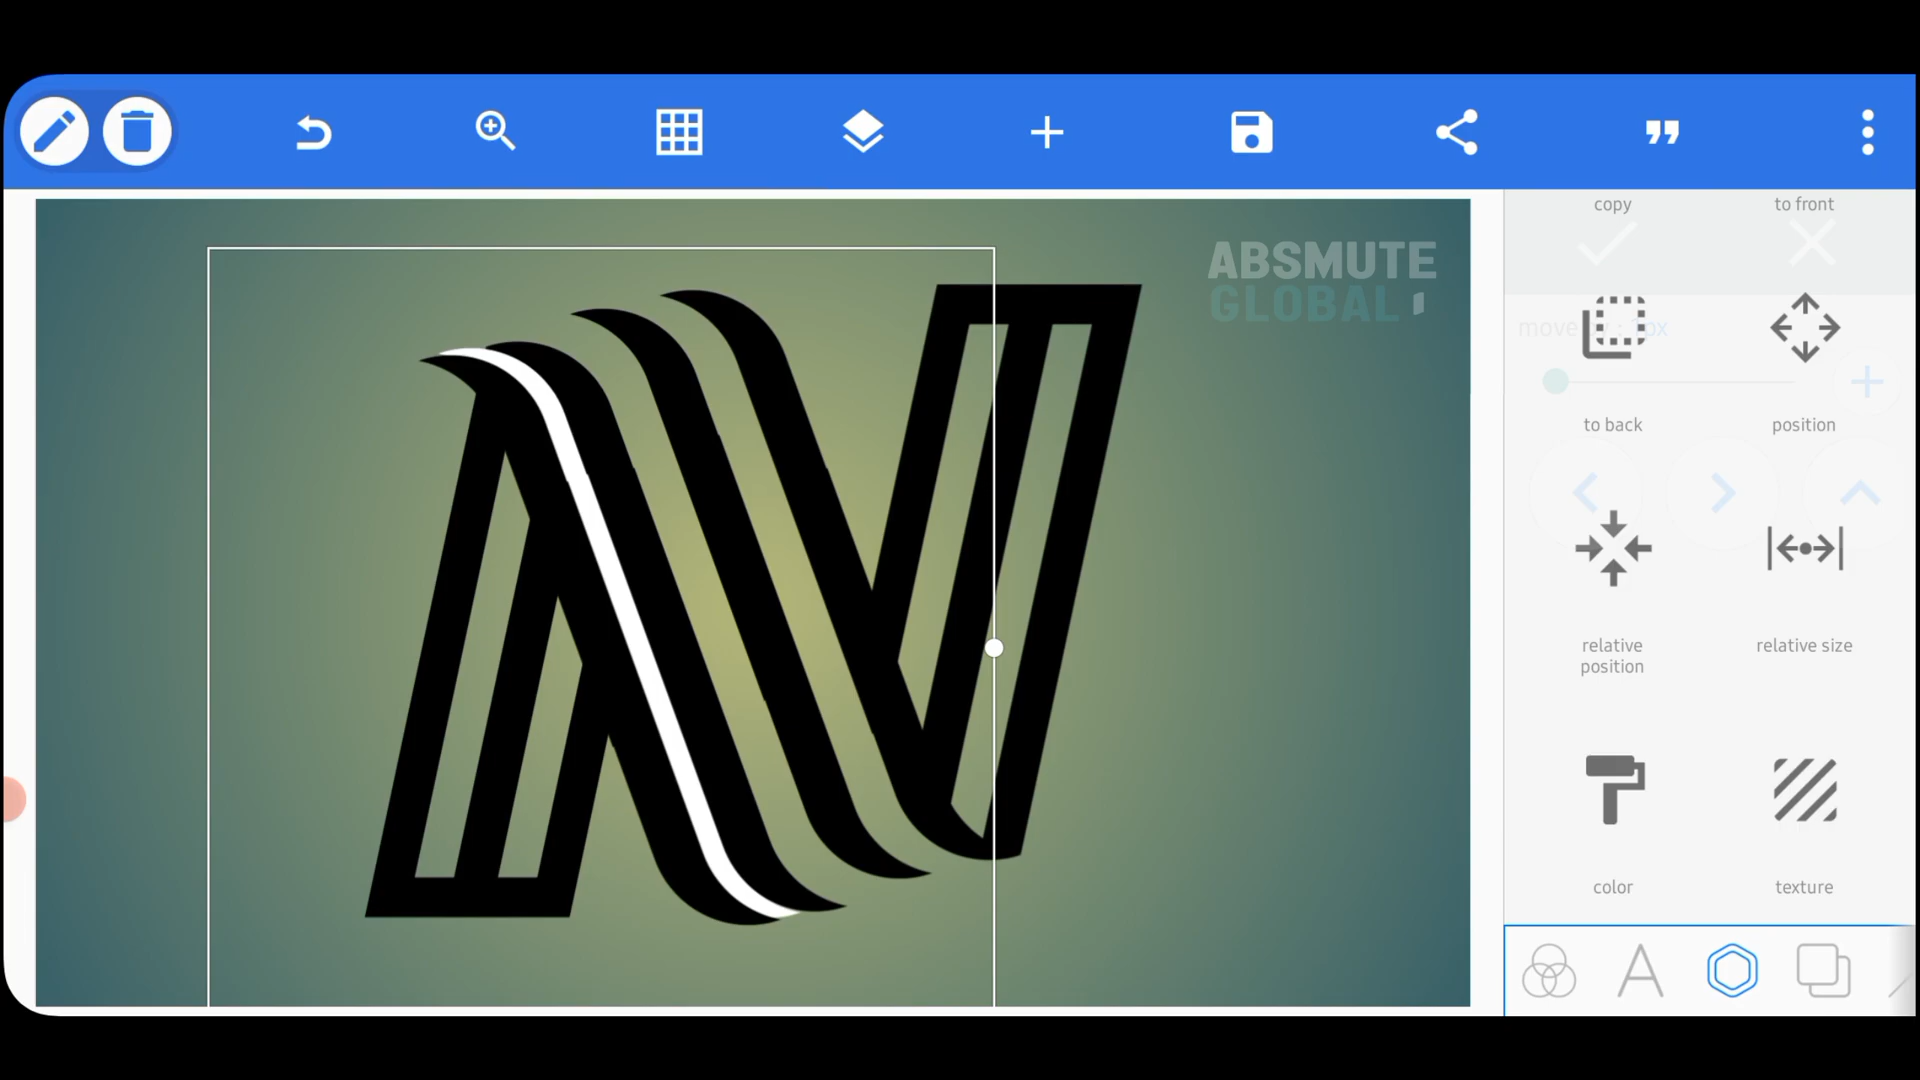 copy
to front
ABSMUTE
GLOBAL
to back
position
relative
position
relative size
color
texture